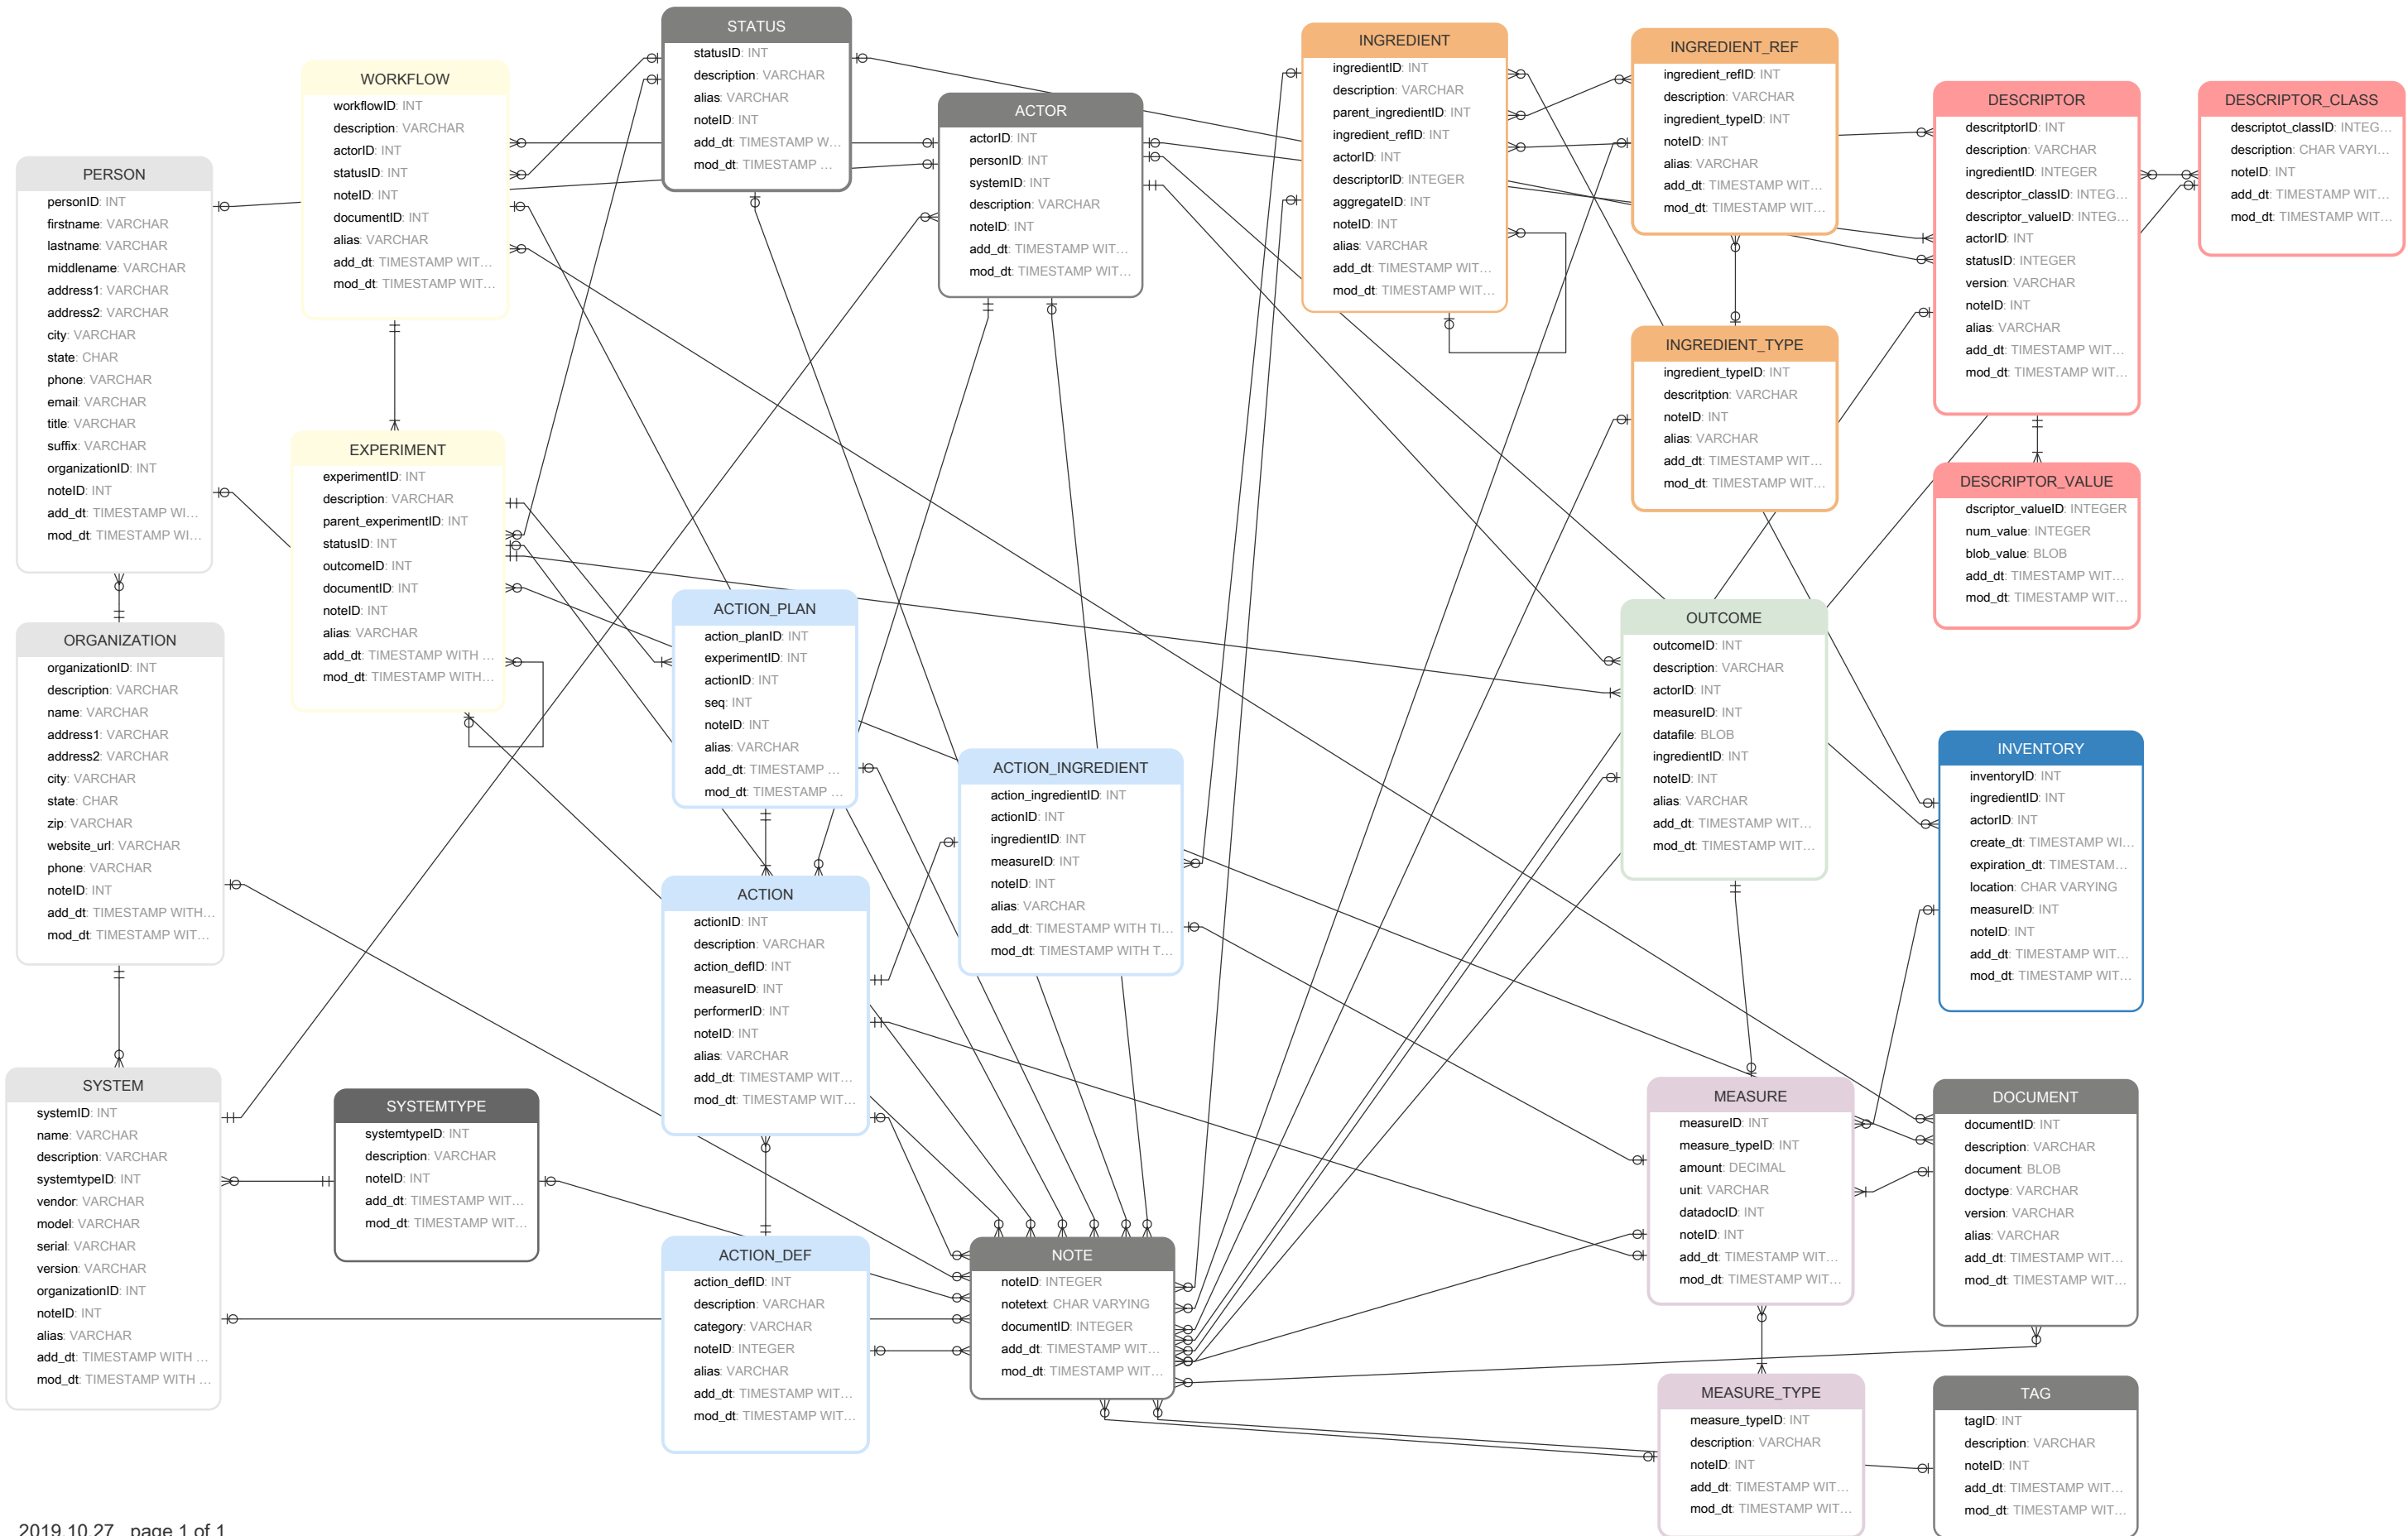 STATUS
statusID: INT
description: VARCHAR
alias: VARCHAR
noteID: INT
add_dt: TIMESTAMP W...
mod_dt: TIMESTAMP ...
WORKFLOW
workflowID: INT
description: VARCHAR
actorID: INT
statusID: INT
noteID: INT
documentID: INT
alias: VARCHAR
add_dt: TIMESTAMP WIT...
mod_dt: TIMESTAMP WIT...
ACTOR
actorID: INT
personID: INT
systemID: INT
description: VARCHAR
noteID: INT
add_dt: TIMESTAMP WIT...
mod_dt: TIMESTAMP WIT...
INGREDIENT
ingredientID: INT
description: VARCHAR
parent_ingredientID: INT
ingredient_refID: INT
actorID: INT
descriptorID: INTEGER
aggregateID: INT
noteID: INT
alias: VARCHAR
add_dt: TIMESTAMP WIT...
mod_dt: TIMESTAMP WIT...
INGREDIENT_REF
ingredient_refID: INT
description: VARCHAR
ingredient_typeID: INT
noteID: INT
alias: VARCHAR
add_dt: TIMESTAMP WIT...
mod_dt: TIMESTAMP WIT...
DESCRIPTOR
descritptorID: INT
description: VARCHAR
ingredientID: INTEGER
descriptor_classID: INTEG...
descriptor_valueID: INTEG...
actorID: INT
statusID: INTEGER
version: VARCHAR
noteID: INT
alias: VARCHAR
add_dt: TIMESTAMP WIT...
mod_dt: TIMESTAMP WIT...
DESCRIPTOR_CLASS
descriptot_classID: INTEG...
description: CHAR VARYI...
noteID: INT
add_dt: TIMESTAMP WIT...
mod_dt: TIMESTAMP WIT...
PERSON
personID: INT
firstname: VARCHAR
lastname: VARCHAR
middlename: VARCHAR
address1: VARCHAR
address2: VARCHAR
city: VARCHAR
state: CHAR
phone: VARCHAR
email: VARCHAR
title: VARCHAR
suffix: VARCHAR
organizationID: INT
noteID: INT
add_dt: TIMESTAMP WI...
mod_dt: TIMESTAMP WI...
EXPERIMENT
experimentID: INT
description: VARCHAR
parent_experimentID: INT
statusID: INT
outcomeID: INT
documentID: INT
noteID: INT
alias: VARCHAR
add_dt: TIMESTAMP WITH ...
mod_dt: TIMESTAMP WITH...
INGREDIENT_TYPE
ingredient_typeID: INT
descritption: VARCHAR
noteID: INT
alias: VARCHAR
add_dt: TIMESTAMP WIT...
mod_dt: TIMESTAMP WIT...
DESCRIPTOR_VALUE
dscriptor_valueID: INTEGER
num_value: INTEGER
blob_value: BLOB
add_dt: TIMESTAMP WIT...
mod_dt: TIMESTAMP WIT...
ORGANIZATION
organizationID: INT
description: VARCHAR
name: VARCHAR
address1: VARCHAR
address2: VARCHAR
city: VARCHAR
state: CHAR
zip: VARCHAR
website_url: VARCHAR
phone: VARCHAR
noteID: INT
add_dt: TIMESTAMP WITH...
mod_dt: TIMESTAMP WIT...
ACTION_PLAN
action_planID: INT
experimentID: INT
actionID: INT
seq: INT
noteID: INT
alias: VARCHAR
add_dt: TIMESTAMP ...
mod_dt: TIMESTAMP ...
OUTCOME
outcomeID: INT
description: VARCHAR
actorID: INT
measureID: INT
datafile: BLOB
ingredientID: INT
noteID: INT
alias: VARCHAR
add_dt: TIMESTAMP WIT...
mod_dt: TIMESTAMP WIT...
ACTION_INGREDIENT
action_ingredientID: INT
actionID: INT
ingredientID: INT
measureID: INT
noteID: INT
alias: VARCHAR
add_dt: TIMESTAMP WITH TI...
mod_dt: TIMESTAMP WITH T...
INVENTORY
inventoryID: INT
ingredientID: INT
actorID: INT
create_dt: TIMESTAMP WI...
expiration_dt: TIMESTAM...
location: CHAR VARYING
measureID: INT
noteID: INT
add_dt: TIMESTAMP WIT...
mod_dt: TIMESTAMP WIT...
ACTION
actionID: INT
description: VARCHAR
action_defID: INT
measureID: INT
performerID: INT
noteID: INT
alias: VARCHAR
add_dt: TIMESTAMP WIT...
mod_dt: TIMESTAMP WIT...
SYSTEM
systemID: INT
name: VARCHAR
description: VARCHAR
systemtypeID: INT
vendor: VARCHAR
model: VARCHAR
serial: VARCHAR
version: VARCHAR
organizationID: INT
noteID: INT
alias: VARCHAR
add_dt: TIMESTAMP WITH ...
mod_dt: TIMESTAMP WITH ...
SYSTEMTYPE
systemtypeID: INT
description: VARCHAR
noteID: INT
add_dt: TIMESTAMP WIT...
mod_dt: TIMESTAMP WIT...
MEASURE
measureID: INT
measure_typeID: INT
amount: DECIMAL
unit: VARCHAR
datadocID: INT
noteID: INT
add_dt: TIMESTAMP WIT...
mod_dt: TIMESTAMP WIT...
DOCUMENT
documentID: INT
description: VARCHAR
document: BLOB
doctype: VARCHAR
version: VARCHAR
alias: VARCHAR
add_dt: TIMESTAMP WIT...
mod_dt: TIMESTAMP WIT...
ACTION_DEF
action_defID: INT
description: VARCHAR
category: VARCHAR
noteID: INTEGER
alias: VARCHAR
add_dt: TIMESTAMP WIT...
mod_dt: TIMESTAMP WIT...
NOTE
noteID: INTEGER
notetext: CHAR VARYING
documentID: INTEGER
add_dt: TIMESTAMP WIT...
mod_dt: TIMESTAMP WIT...
MEASURE_TYPE
measure_typeID: INT
description: VARCHAR
noteID: INT
add_dt: TIMESTAMP WIT...
mod_dt: TIMESTAMP WIT...
TAG
tagID: INT
description: VARCHAR
noteID: INT
add_dt: TIMESTAMP WIT...
mod_dt: TIMESTAMP WIT...
2019.10.27 page 1 of 1